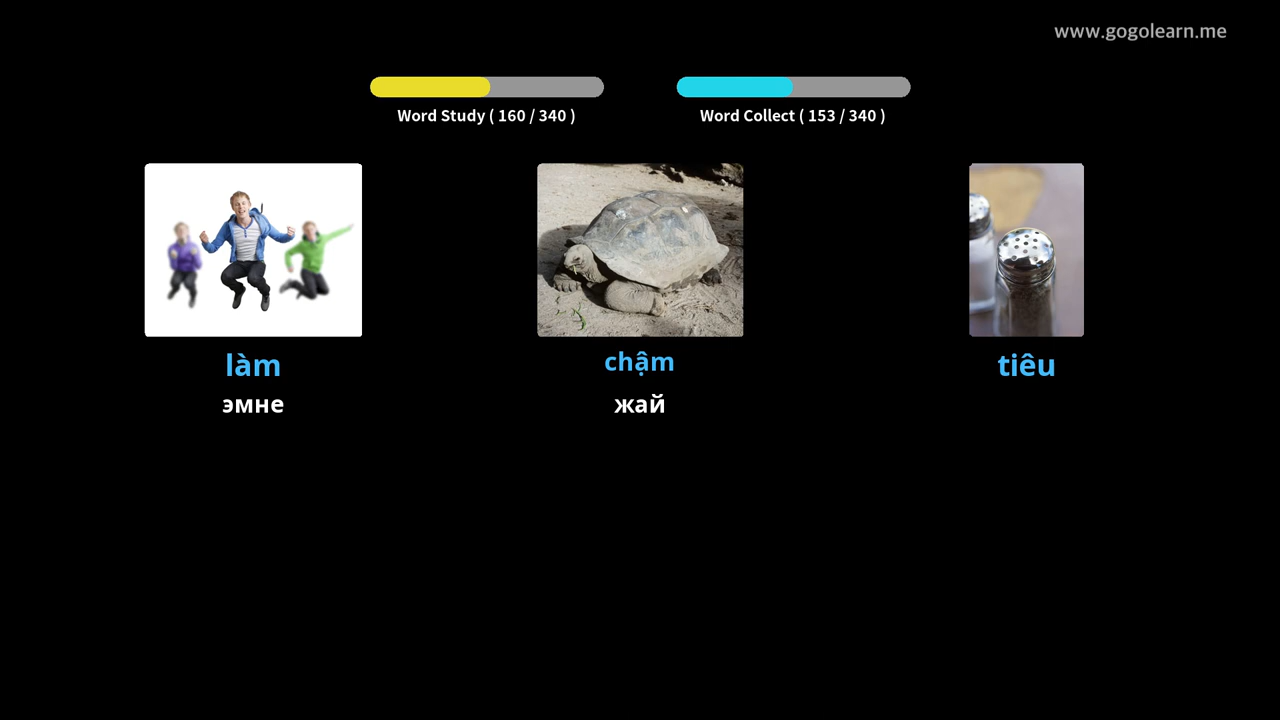 www.gogolearn.me
Word Study ( 160 / 340 )
Word Collect ( 153 / 340 )
làm
chậm
tiêu
эмне
жай